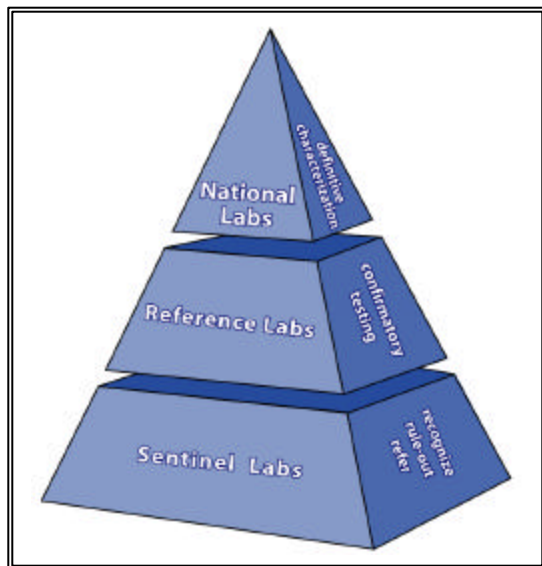 National
Labs
definitive
characterization
Reference Labs
confirmatory
testing
Sentinel Labs
recognize
rule-out
refer